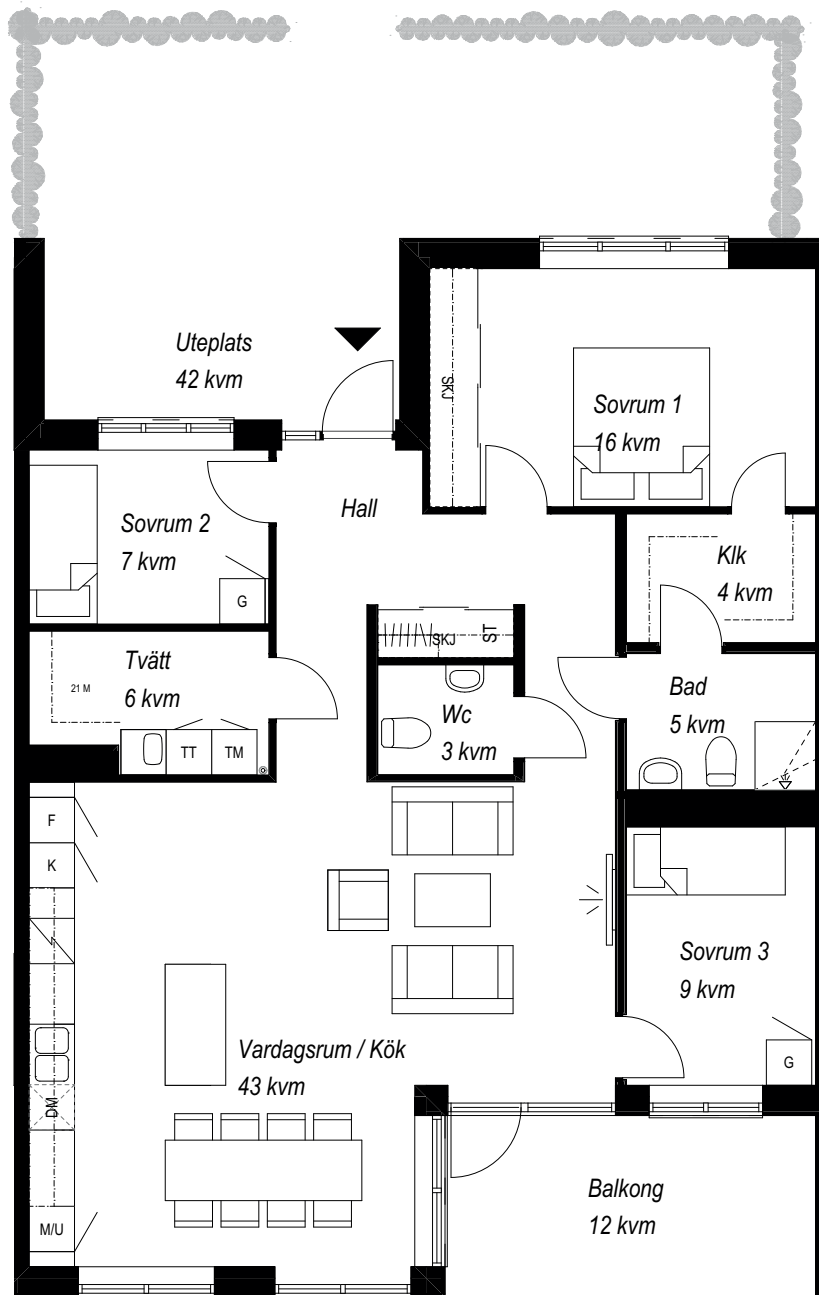 Uteplats
42 kvm
SKJ
Sovrum 1
16 kvm
Hall
Sovrum 2
7 kvm
G
Klk
4 kvm
SKJ
ST
Tvätt
6 kvm
21 M
TT
TM
Wc
3 kvm
Bad
5 kvm
F
K
Sovrum 3
9 kvm
G
Vardagsrum / Kök
43 kvm
DM
M/U
Balkong
12 kvm